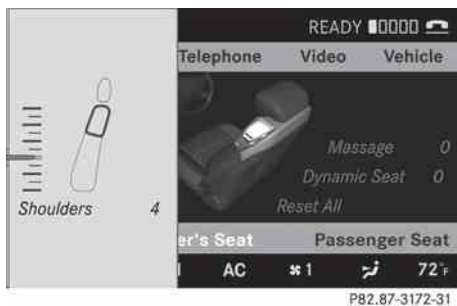 READY
Telephone Video Vehicle
Massage 0
Dynamic Seat 0
Shoulders 4
Reset All
er's Seat Passenger Seat
AC 1 72°F
P82.87-3172-31